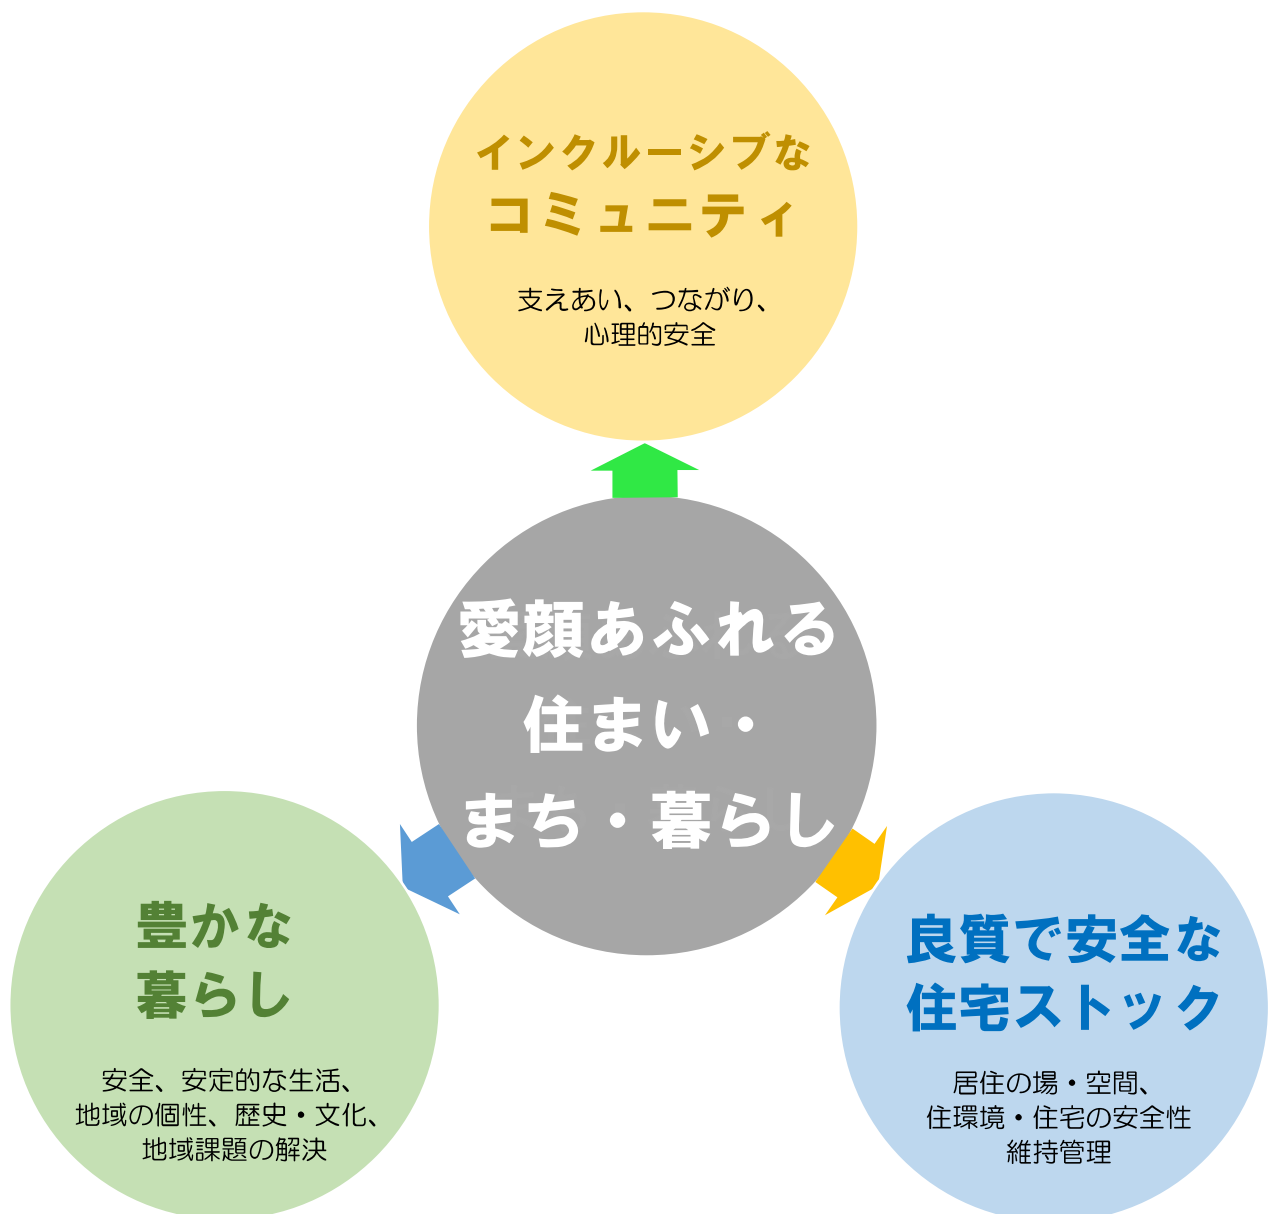 インクルーシブな
コミュニティ
支えあい、つながり、
心理的安全
愛顔あふれる
住まい・
まち・暮らし
豊かな
暮らし
安全、安定的な生活、
地域の個性、歴史・文化、
地域課題の解決
良質で安全な
住宅ストック
居住の場・空間、
住環境・住宅の安全性
維持管理